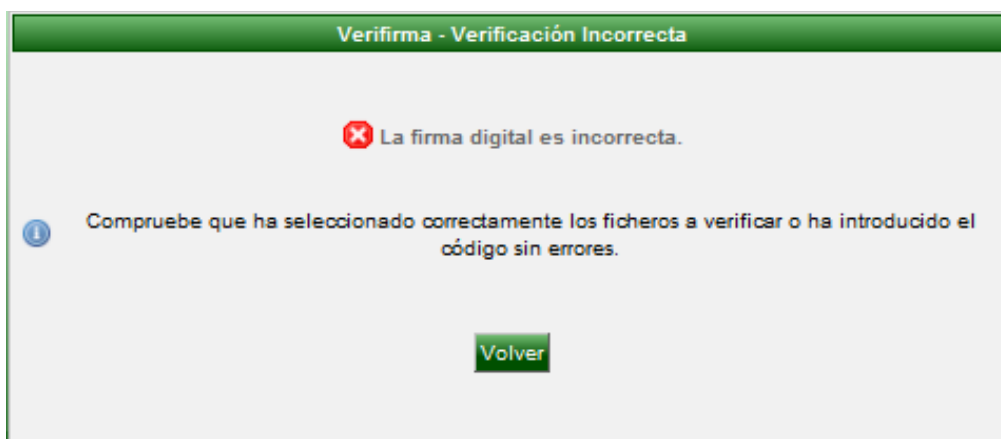 Verifirma - Verificación Incorrecta
La firma digital es incorrecta.
Compruebe que ha seleccionado correctamente los ficheros a verificar o ha introducido el
código sin errores.
Volver